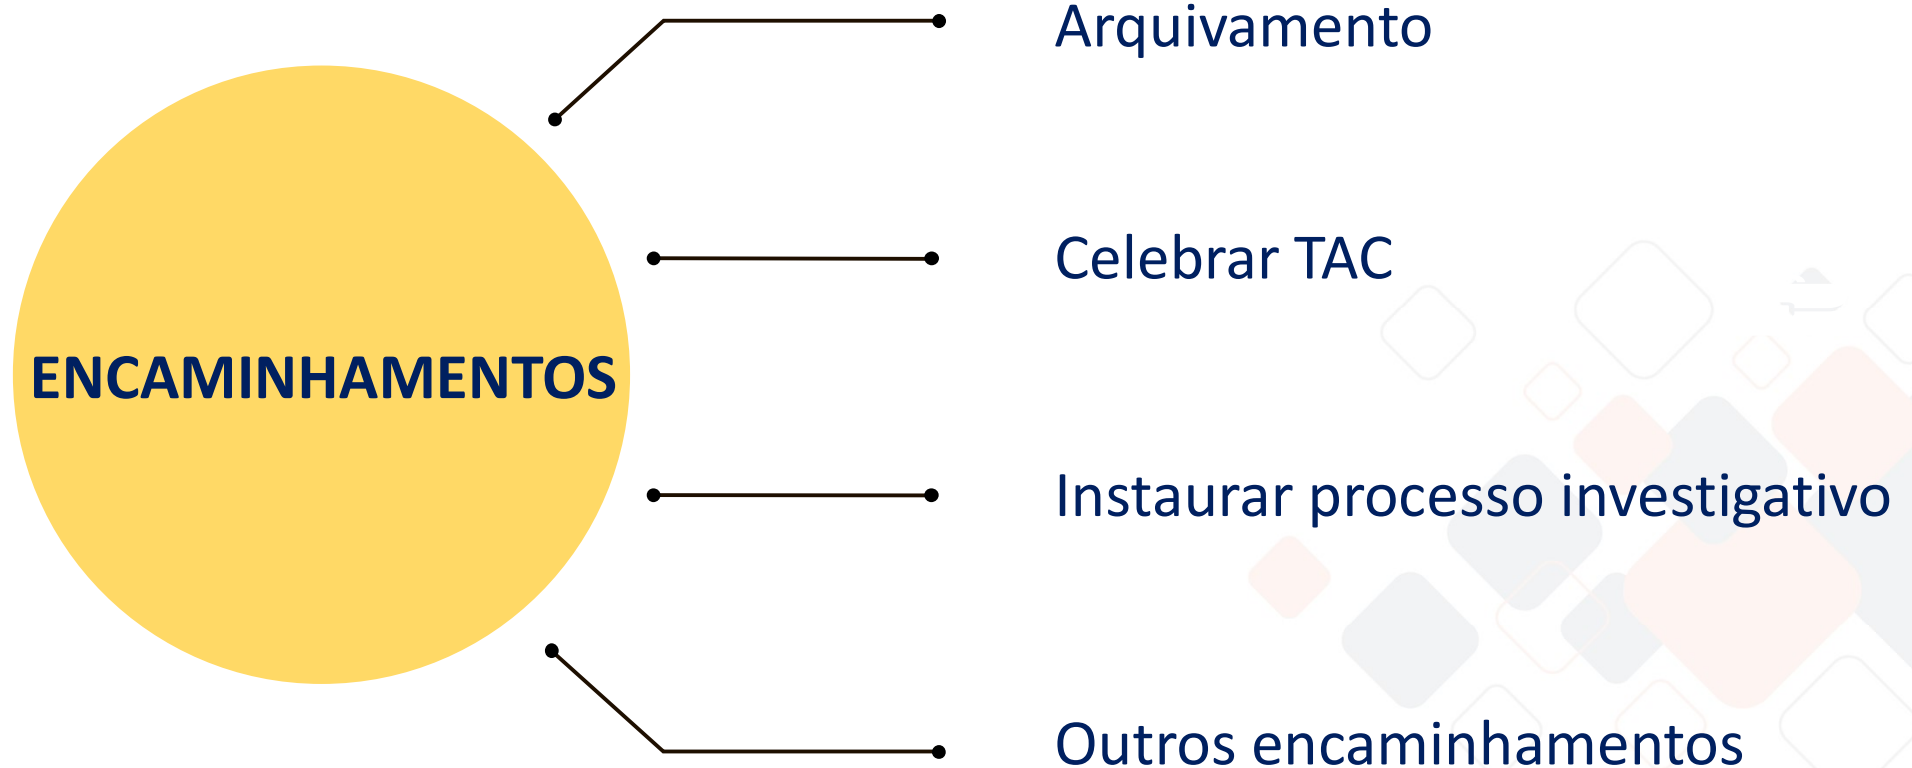 Arquivamento
Celebrar TAC
ENCAMINHAMENTOS
Instaurar processo investigativo
Outros encaminhamentos